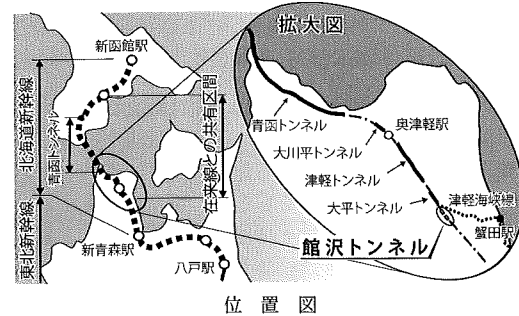 新函館駅
北海道新幹線
青函トンネル
在来線との共有区間
東北新幹線
新青森駅
八戸駅
拡大図
青函トンネル
奥津軽駅
大川平トンネル
津軽トンネル
大平トンネル
津軽海峡線
蟹田駅
館沢トンネル
位置図